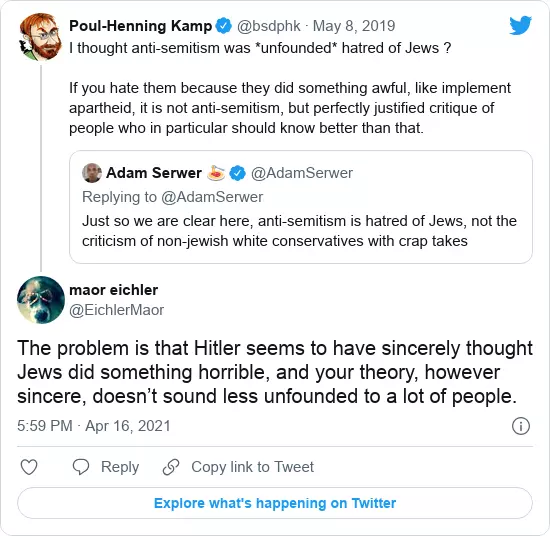 Poul-Henning Kamp @bsdphk · May 8, 2019
I thought anti-semitism was *unfounded* hatred of Jews ?
If you hate them because they did something awful, like implement
apartheid, it is not anti-semitism, but perfectly justified critique of
people who in particular should know better than that.
Adam Serwer 🍝 @AdamSerwer
Replying to @AdamSerwer
Just so we are clear here, anti-semitism is hatred of Jews, not the
criticism of non-jewish white conservatives with crap takes
maor eichler
@EichlerMaor
The problem is that Hitler seems to have sincerely thought
Jews did something horrible, and your theory, however
sincere, doesn’t sound less unfounded to a lot of people.
5:59 PM · Apr 16, 2021
Reply
Copy link to Tweet
Explore what's happening on Twitter